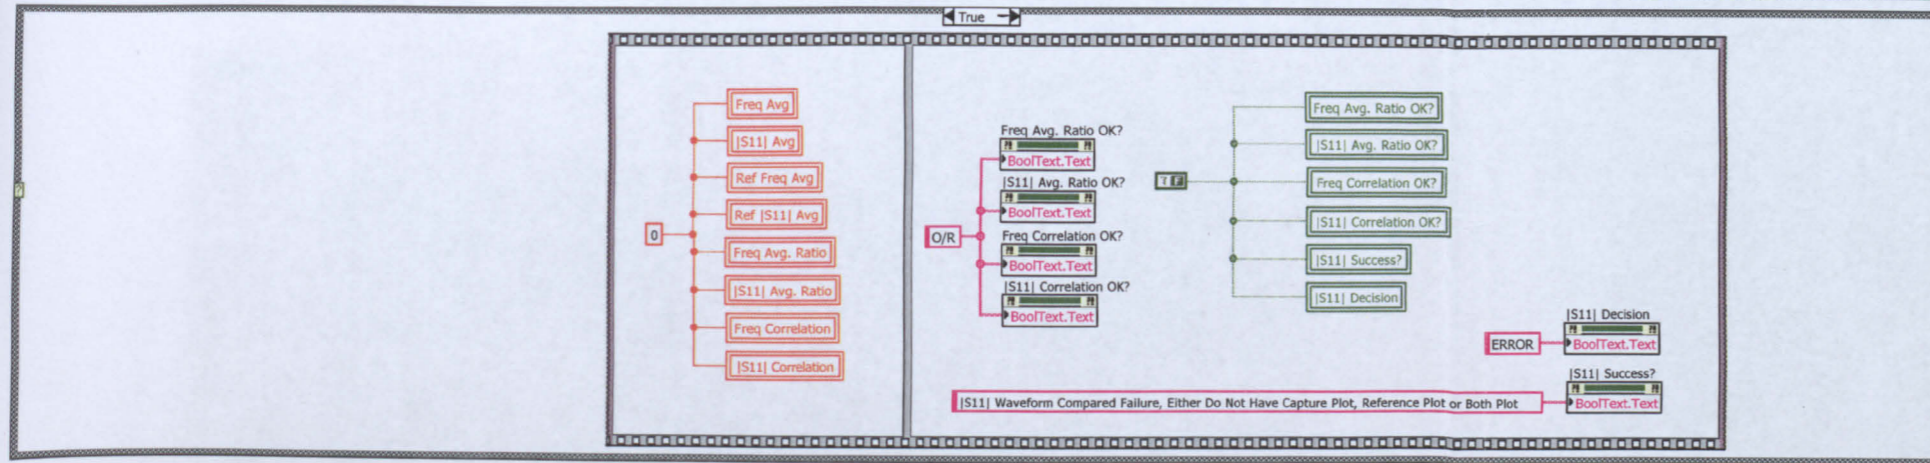 True
Freq Avg
|S11| Avg
Ref Freq Avg
Ref |S11| Avg
0
Freq Avg. Ratio
|S11| Avg. Ratio
Freq Correlation
|S11| Correlation
Freq Avg. Ratio OK?
BoolText.Text
|S11| Avg. Ratio OK?
BoolText.Text
O/R
Freq Correlation OK?
BoolText.Text
|S11| Correlation OK?
BoolText.Text
F
Freq Avg. Ratio OK?
|S11| Avg. Ratio OK?
Freq Correlation OK?
|S11| Correlation OK?
|S11| Success?
|S11| Decision
|S11| Decision
ERROR
BoolText.Text
|S11| Success?
BoolText.Text
|S11| Waveform Compared Failure, Either Do Not Have Capture Plot, Reference Plot or Both Plot